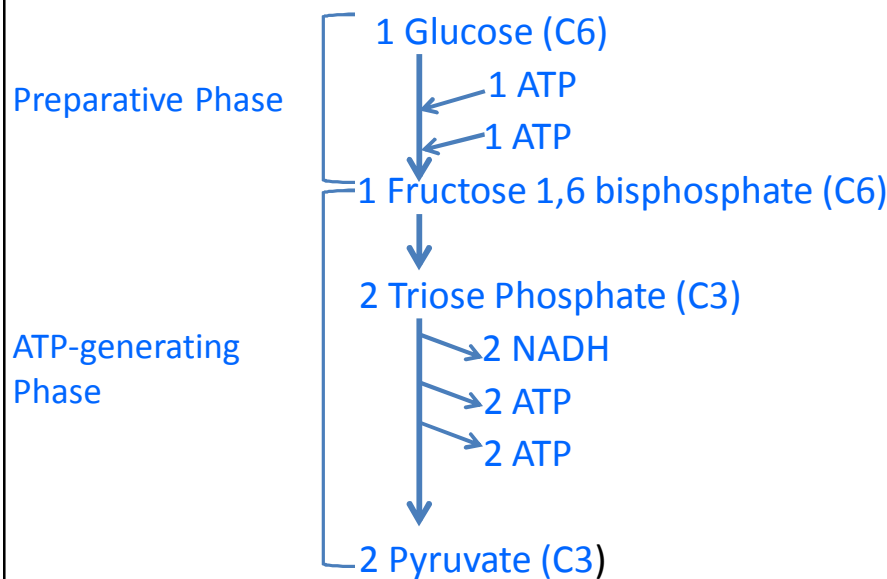 1 Glucose (C6)
Preparative Phase
1 ATP
1 ATP
1 Fructose 1,6 bisphosphate (C6)
2 Triose Phosphate (C3)
ATP-generating
Phase
2 NADH
2 ATP
2 ATP
2 Pyruvate (C3)